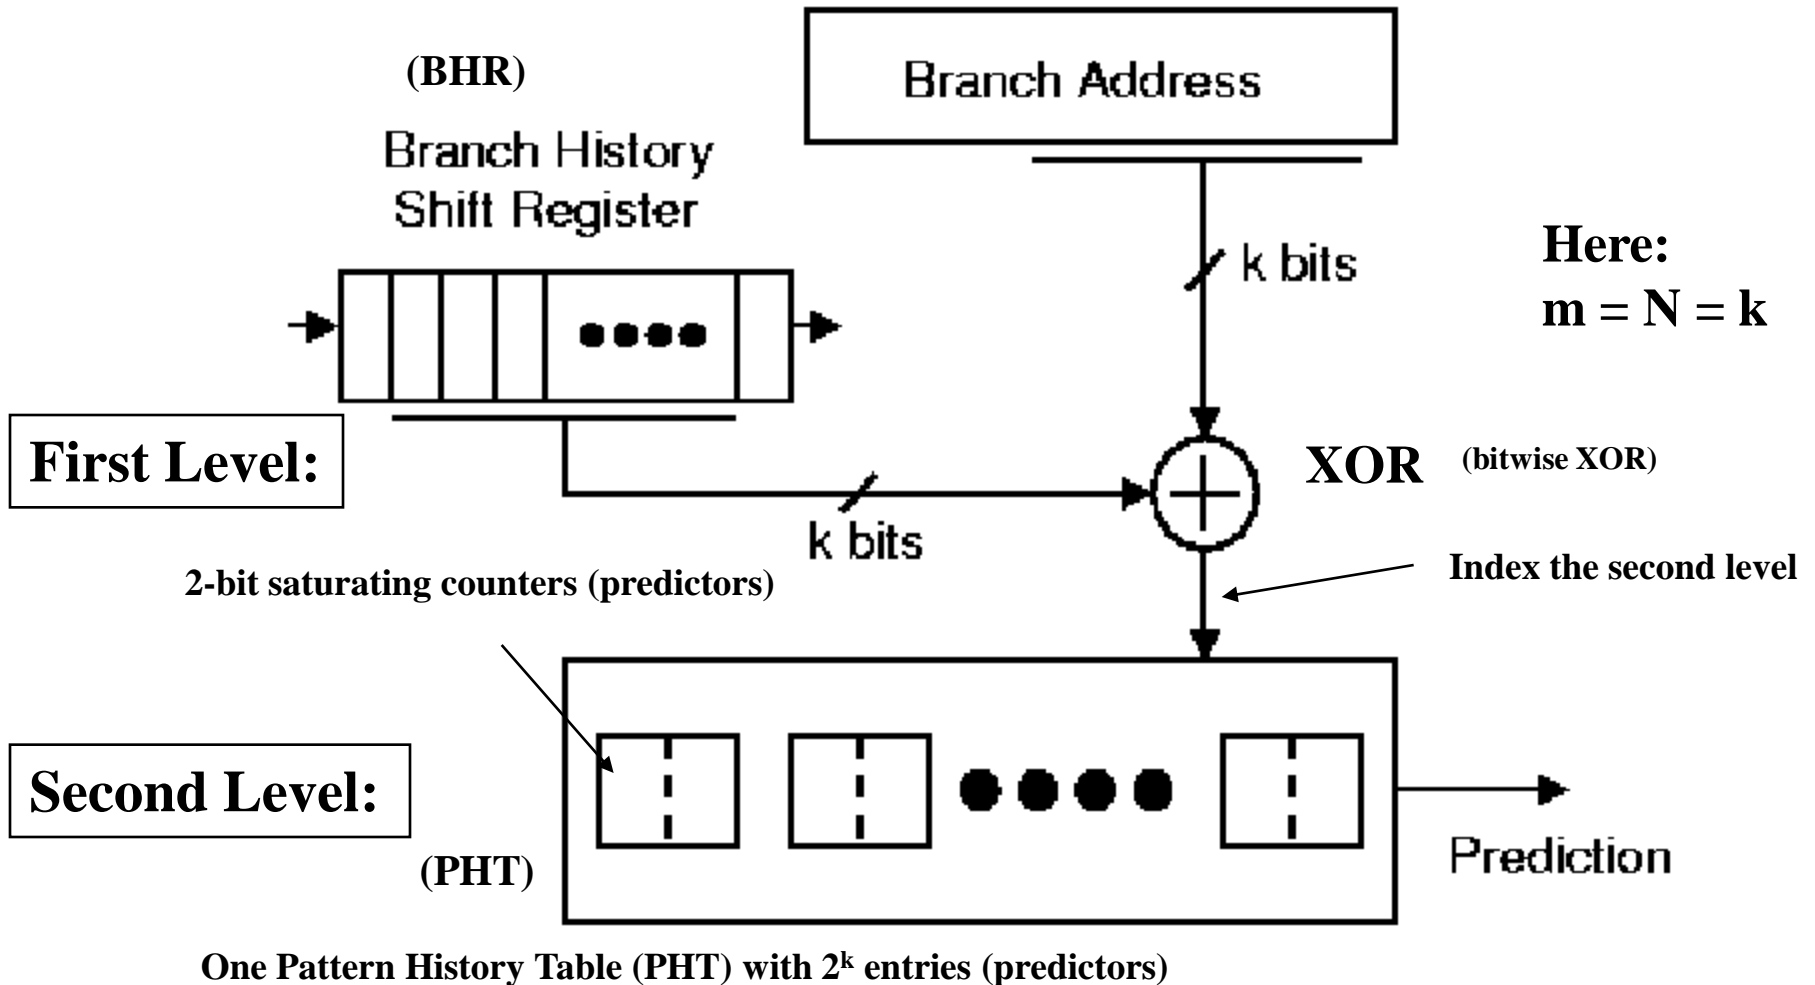 (BHR)
Branch Address
Branch History
Shift Register
k bits
Here:
m = N = k
First Level:
XOR (bitwise XOR)
k bits
2-bit saturating counters (predictors)
Index the second level
Second Level:
(PHT)
Prediction
One Pattern History Table (PHT) with 2ᵏ entries (predictors)